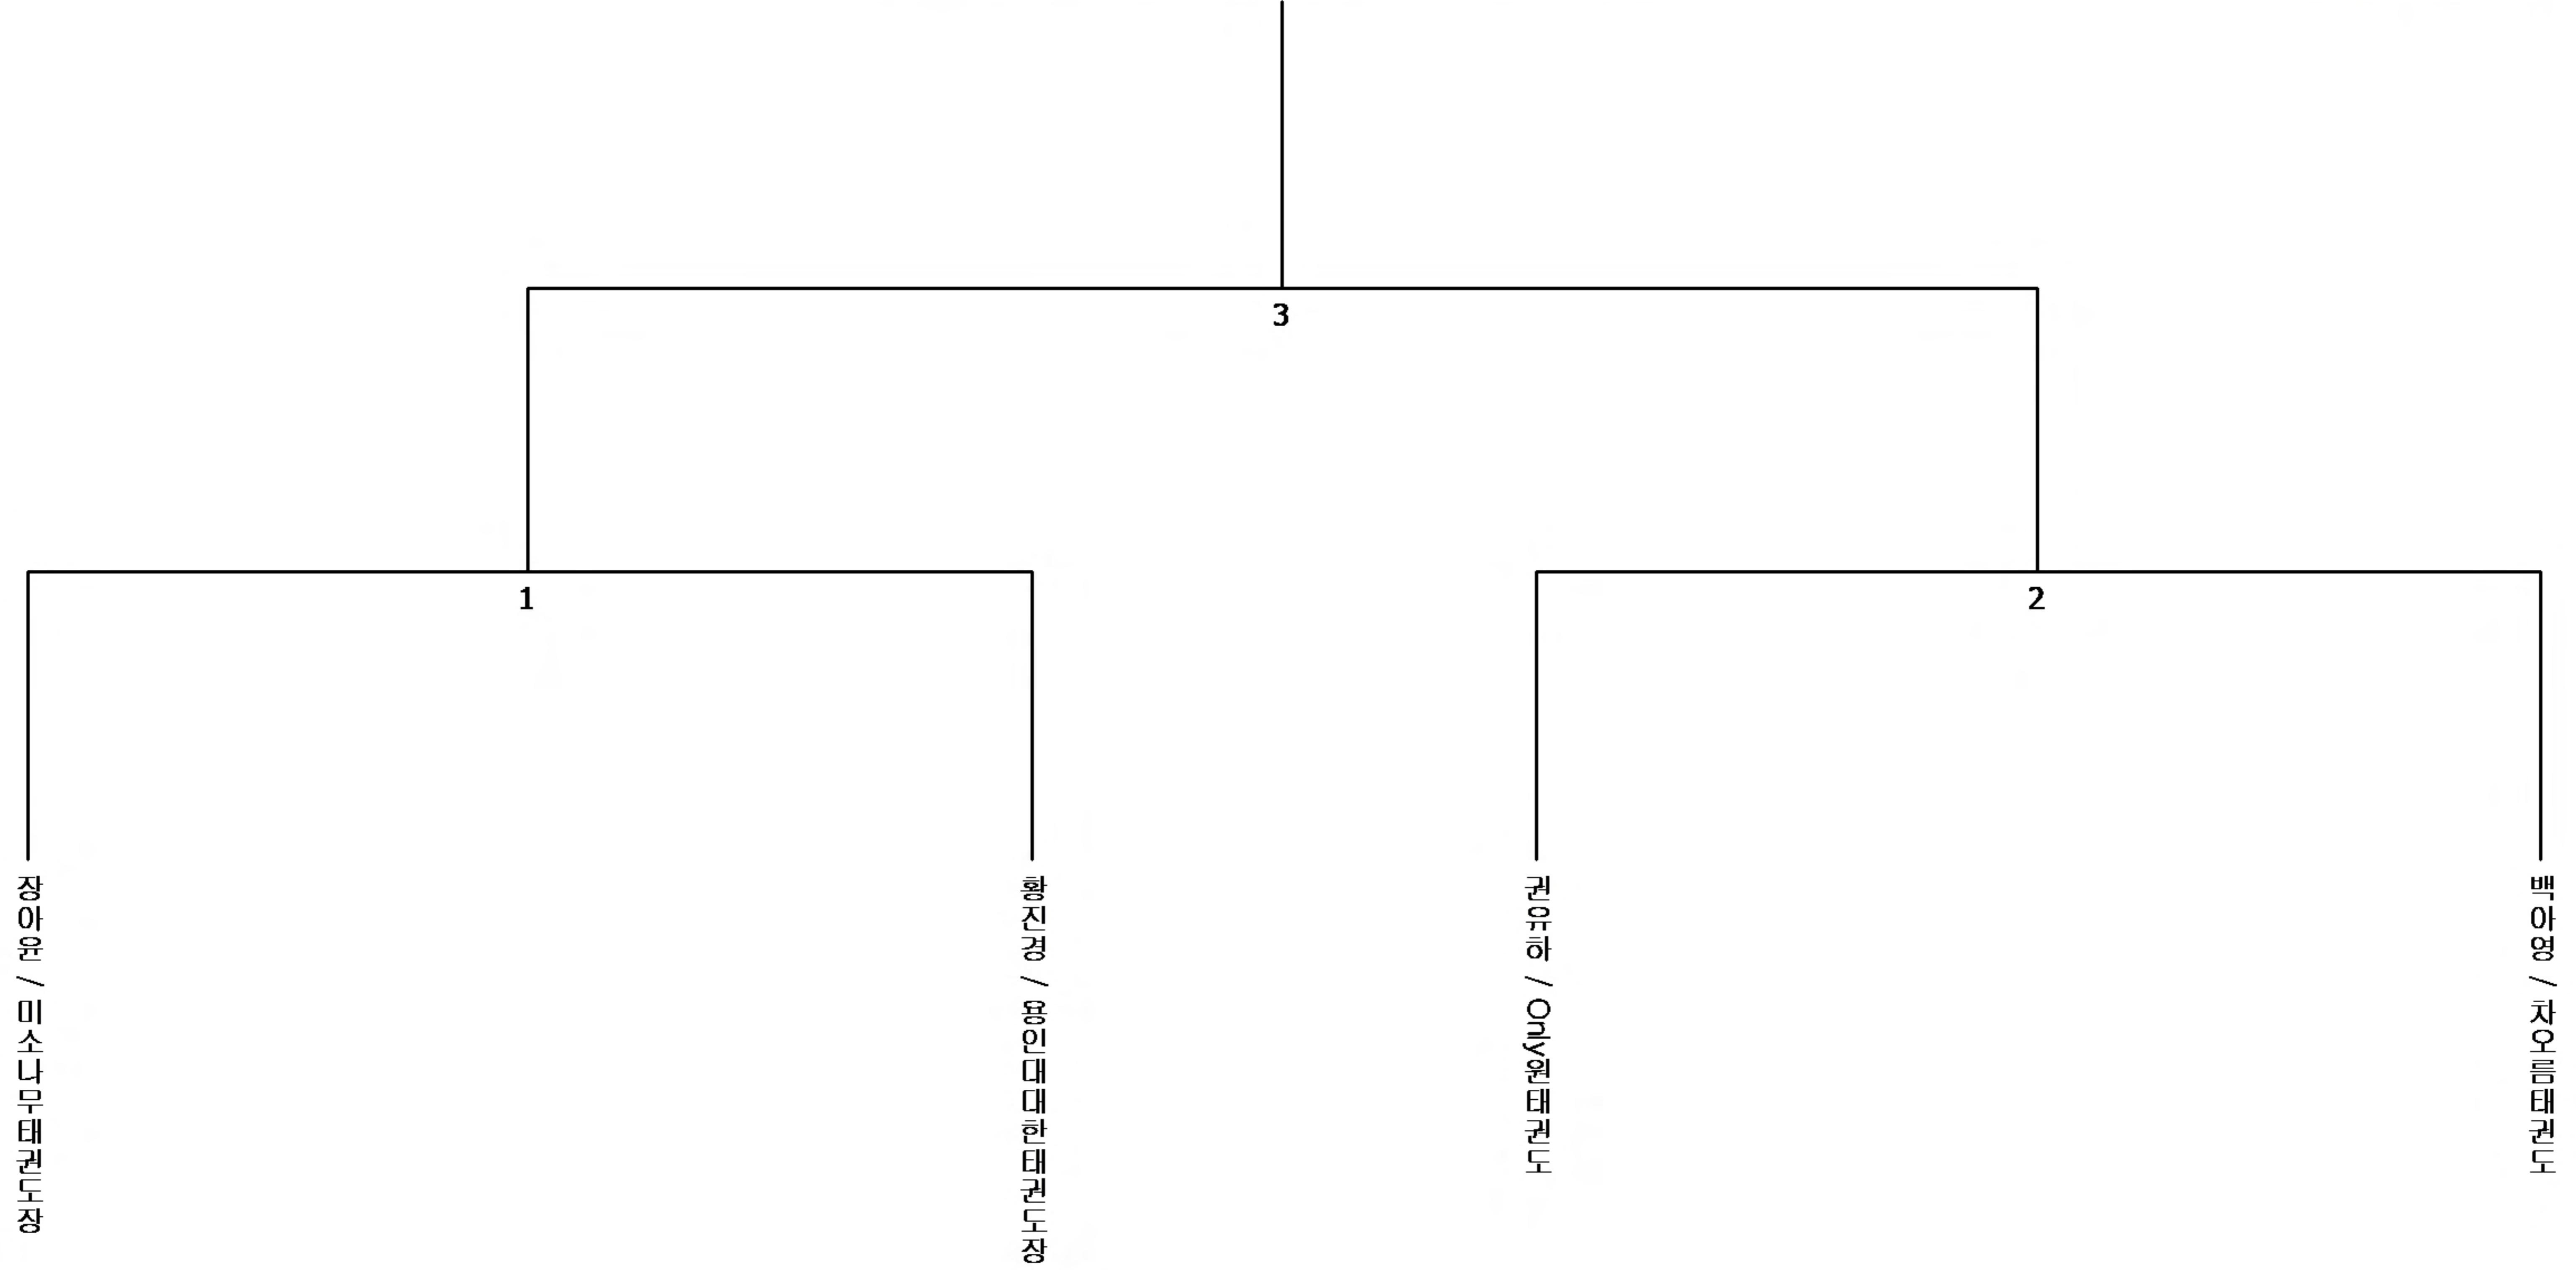 3
1
2
장아윤 / 미소나무태권도장
황진경 / 용인대대한태권도장
권유하 / Only원태권도
백아영 / 차오름태권도